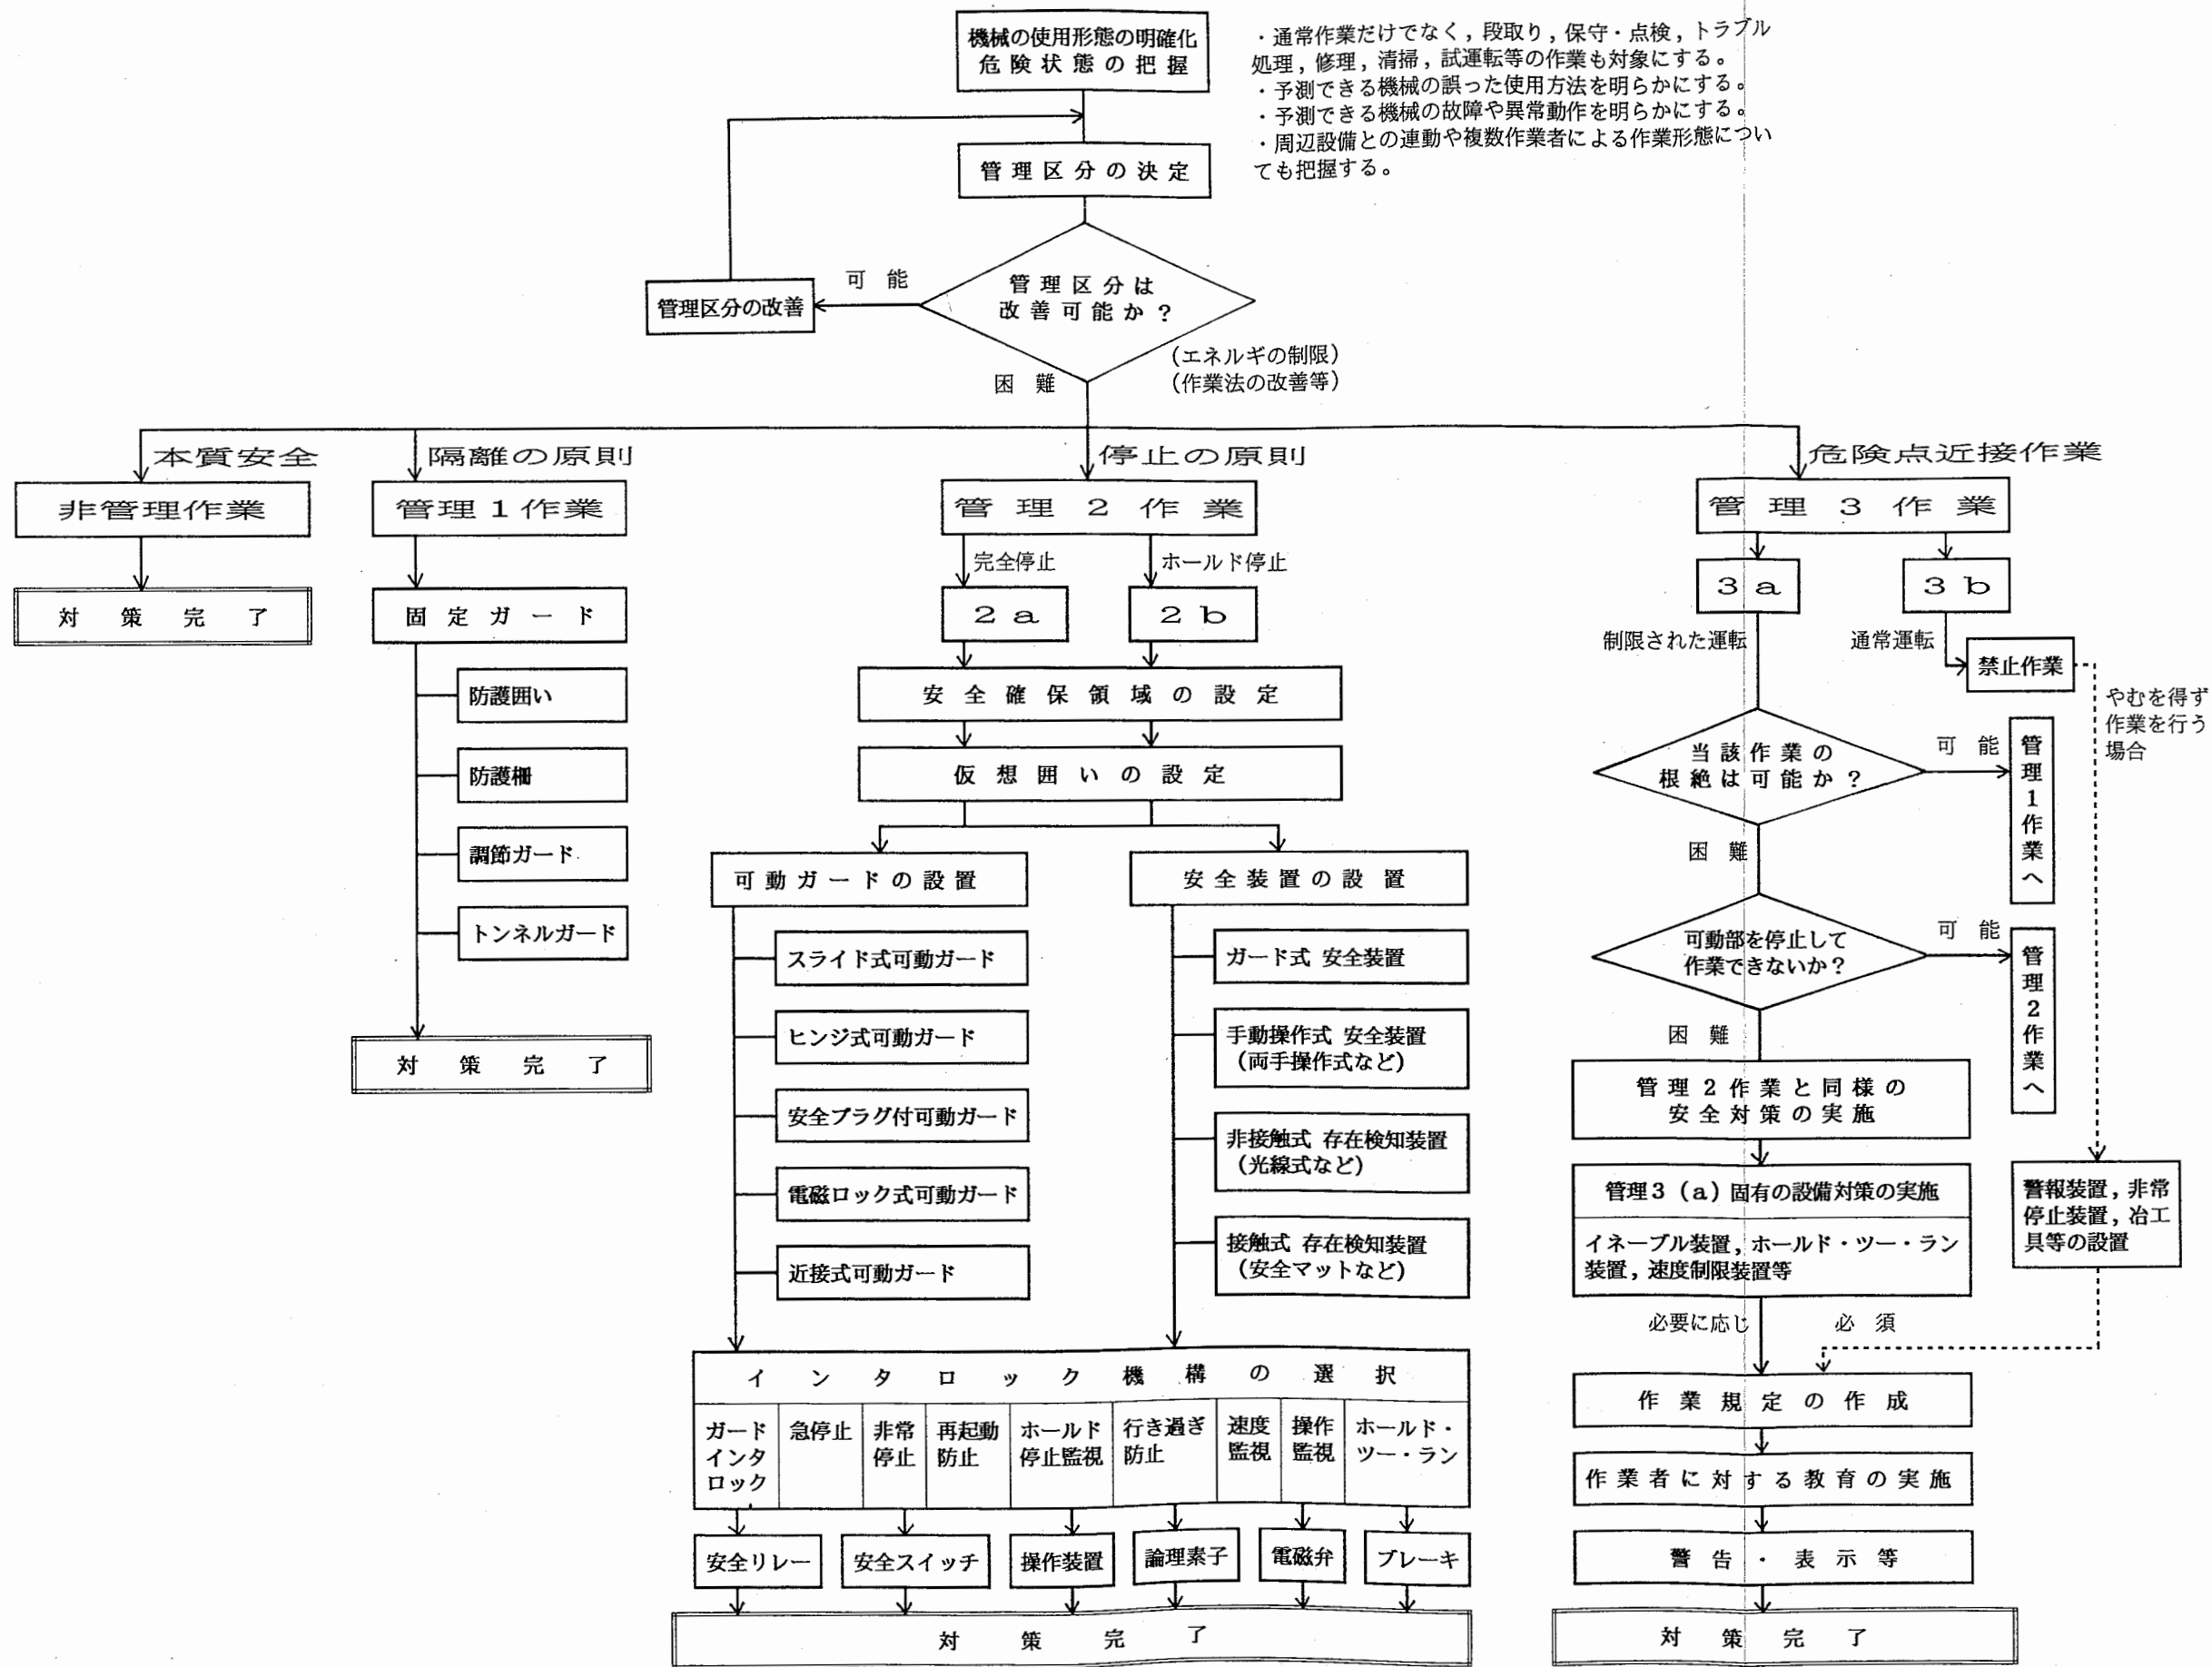 機械の使用形態の明確化
危険状態の把握
・通常作業だけでなく，段取り，保守・点検，トラブル
処理，修理，清掃，試運転等の作業も対象にする。
・予測できる機械の誤った使用方法を明らかにする。
・予測できる機械の故障や異常動作を明らかにする。
・周辺設備との連動や複数作業者による作業形態につい
ても把握する。
管理区分の決定
管理区分は
改善可能か？
可能
管理区分の改善
（エネルギの制限）
（作業法の改善等）
困難
本質安全
隔離の原則
停止の原則
危険点近接作業
非管理作業
対策完了
管理１作業
固定ガード
防護囲い
防護柵
調節ガード
トンネルガード
対策完了
管理２作業
完全停止
ホールド停止
２ａ
２ｂ
安全確保領域の設定
仮想囲いの設定
可動ガードの設置
スライド式可動ガード
ヒンジ式可動ガード
安全プラグ付可動ガード
電磁ロック式可動ガード
近接式可動ガード
安全装置の設置
ガード式 安全装置
手動操作式 安全装置
（両手操作式など）
非接触式 存在検知装置
（光線式など）
接触式 存在検知装置
（安全マットなど）
インタロック機構の選択
ガード
インタ
ロック
急停止
非常
停止
再起動
防止
ホールド
停止監視
行き過ぎ
防止
速度
監視
操作
監視
ホールド・
ツー・ラン
安全リレー
安全スイッチ
操作装置
論理素子
電磁弁
ブレーキ
対策完了
管理３作業
３ａ
３ｂ
制限された運転
通常運転
禁止作業
やむを得ず
作業を行う
場合
当該作業の
根絶は可能か？
可能
管理１作業へ
困難
可動部を停止して
作業できないか？
可能
管理２作業へ
困難
管理２作業と同様の
安全対策の実施
管理３（ａ）固有の設備対策の実施
イネーブル装置，ホールド・ツー・ラン
装置，速度制限装置等
警報装置，非常
停止装置，冶工
具等の設置
必要に応じ
必須
作業規定の作成
作業者に対する教育の実施
警告・表示等
対策完了